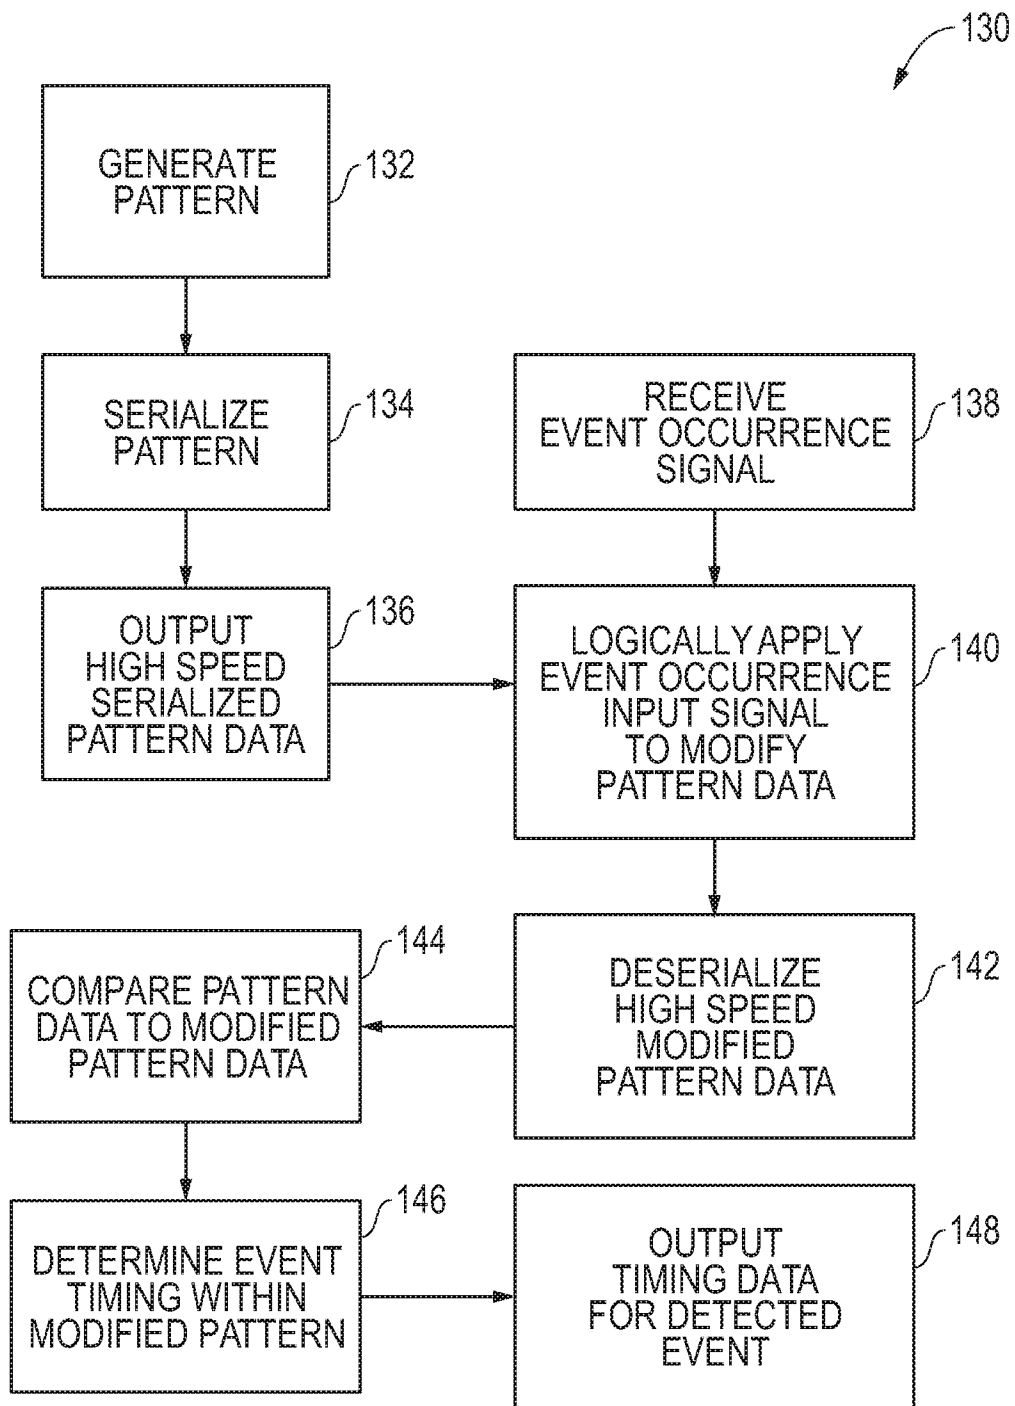 130
GENERATE
PATTERN
132
SERIALIZE
PATTERN
134
RECEIVE
EVENT OCCURRENCE
SIGNAL
138
OUTPUT
HIGH SPEED
SERIALIZED
PATTERN DATA
136
LOGICALLY APPLY
EVENT OCCURRENCE
INPUT SIGNAL
TO MODIFY
PATTERN DATA
140
DESERIALIZE
HIGH SPEED
MODIFIED
PATTERN DATA
142
COMPARE PATTERN
DATA TO MODIFIED
PATTERN DATA
144
DETERMINE EVENT
TIMING WITHIN
MODIFIED PATTERN
146
OUTPUT
TIMING DATA
FOR DETECTED
EVENT
148